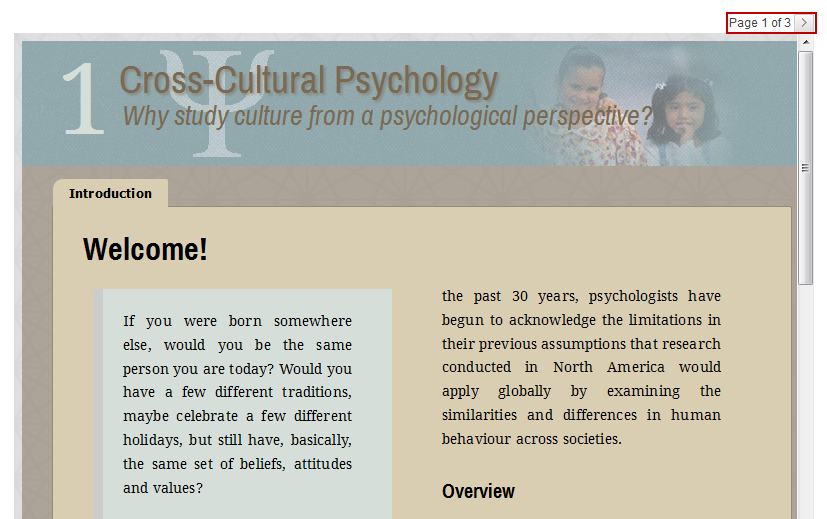 Page 1 of 3
1
Ψ
Cross-Cultural Psychology
Why study culture from a psychological perspective?
Introduction
Welcome!
If you were born somewhere
else, would you be the same
person you are today? Would you
have a few different traditions,
maybe celebrate a few different
holidays, but still have, basically,
the same set of beliefs, attitudes
and values?
the past 30 years, psychologists have
begun to acknowledge the limitations in
their previous assumptions that research
conducted in North America would
apply globally by examining the
similarities and differences in human
behaviour across societies.
Overview